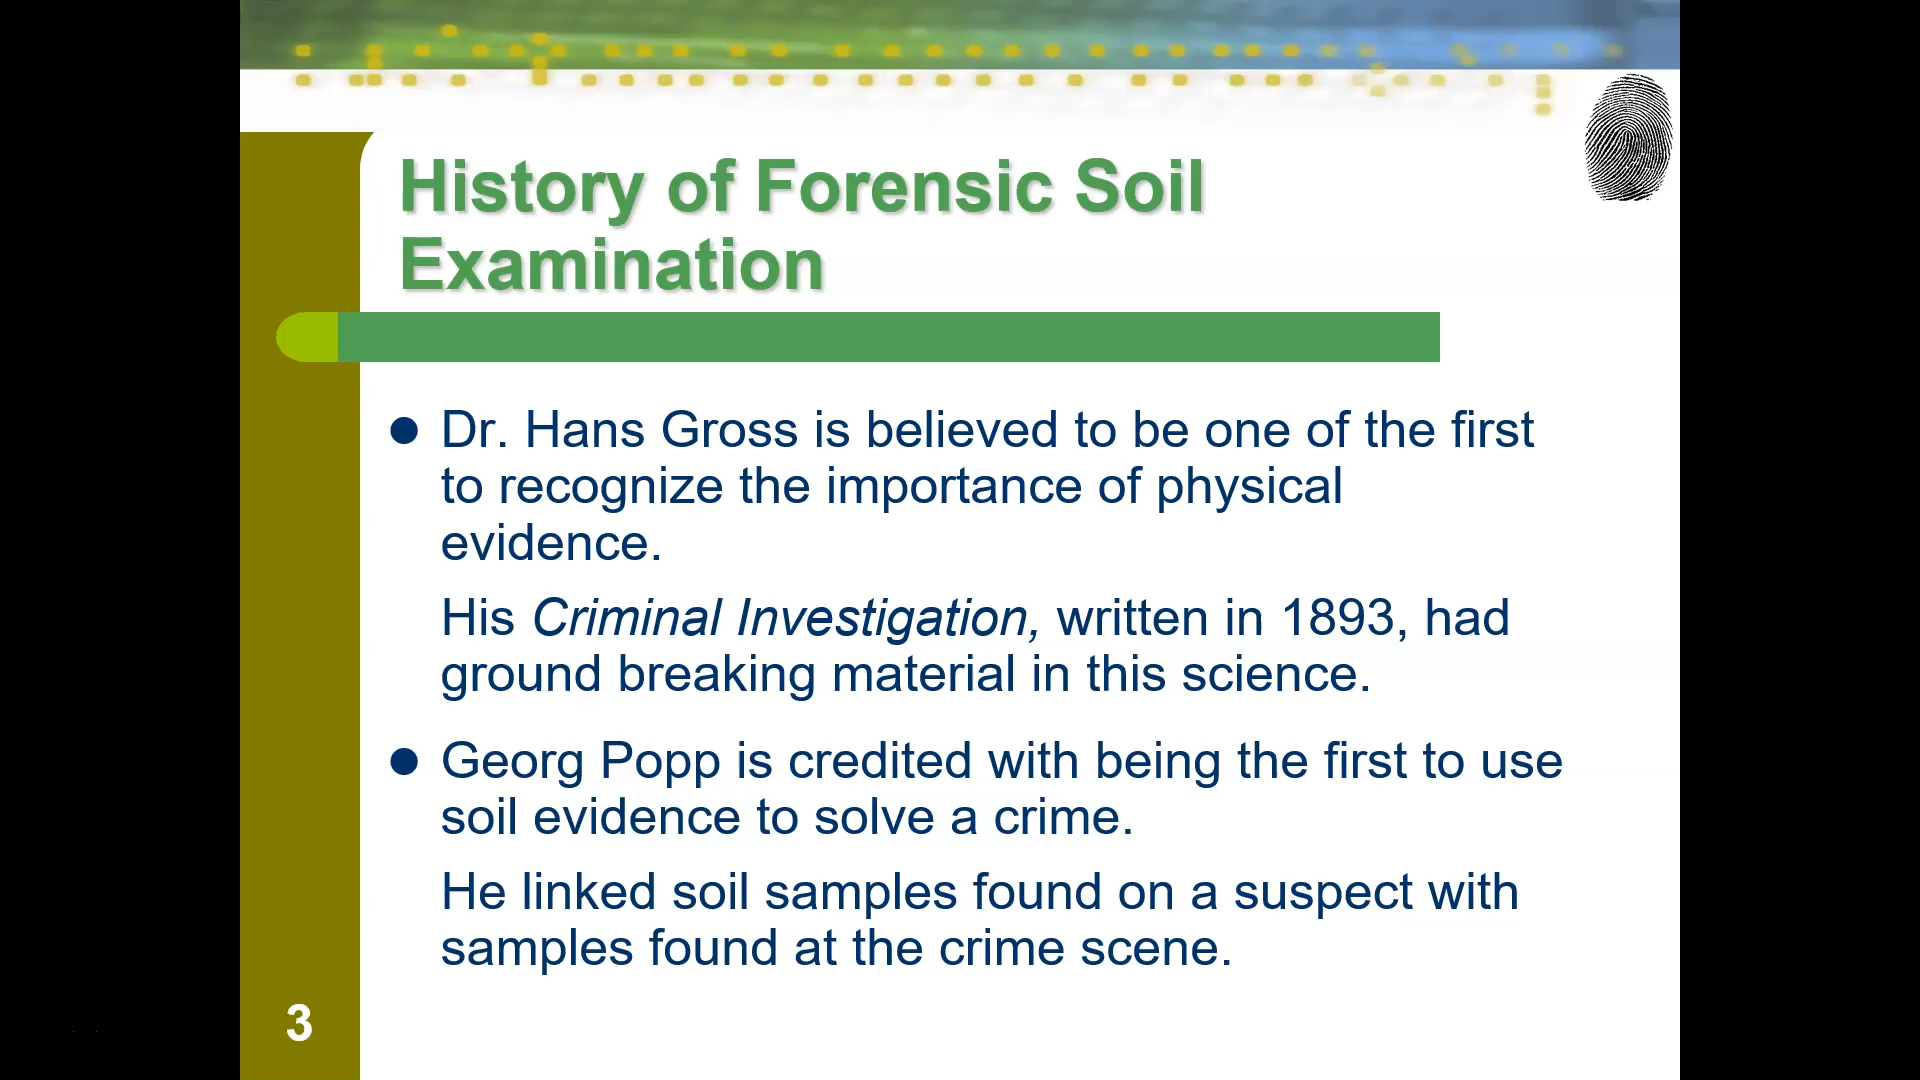 History of Forensic Soil
Examination
● Dr. Hans Gross is believed to be one of the first
to recognize the importance of physical
evidence.
His Criminal Investigation, written in 1893, had
ground breaking material in this science.
● Georg Popp is credited with being the first to use
soil evidence to solve a crime.
He linked soil samples found on a suspect with
samples found at the crime scene.
3